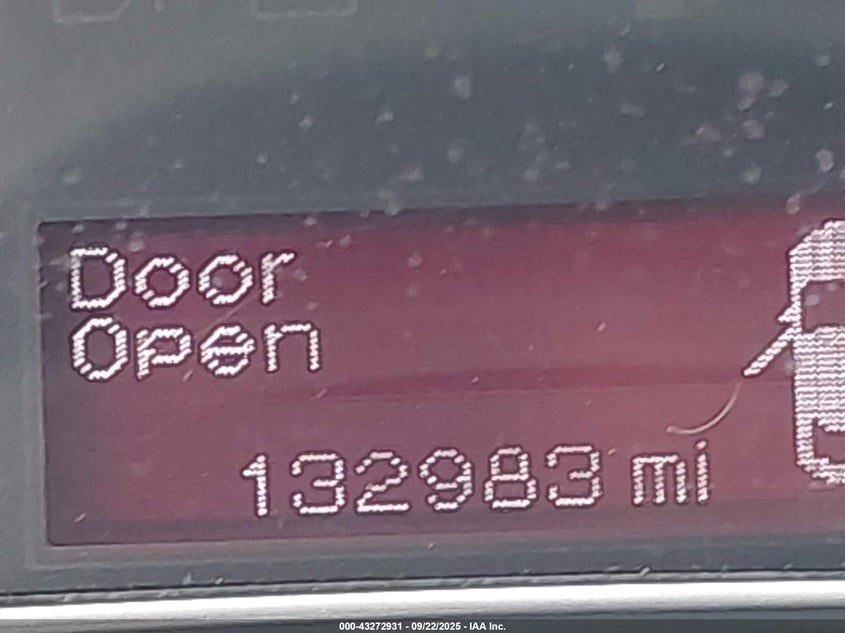 Door
Open
132983 mi
000-43272931 - 09/22/2025 - IAA Inc.